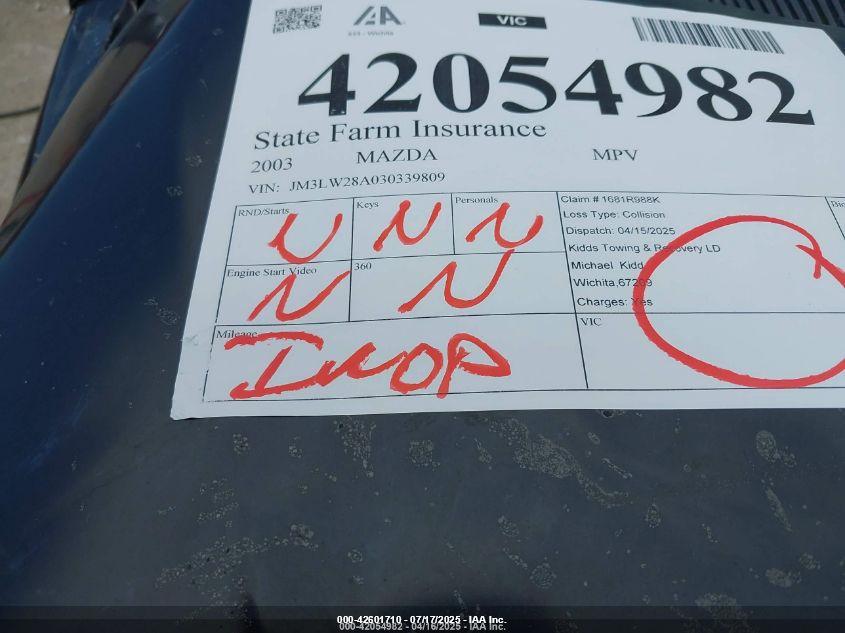 IAA
VIC
535 - Wichita
42054982
State Farm Insurance
2003 MAZDA MPV
VIN: JM3LW28A030339809
RND/Starts N Keys N Personals N
Claim # 1681R988K
Loss Type: Collision
Dispatch: 04/15/2025
Kidds Towing & Recovery LD
Michael Kidd
Wichita,67209
Charges: Yes
Engine Start Video N 360 N
Mileage INOP
VIC
000-42601710 - 07/17/2025 - IAA Inc.
000-42054982 - 04/16/2025 - IAA Inc.